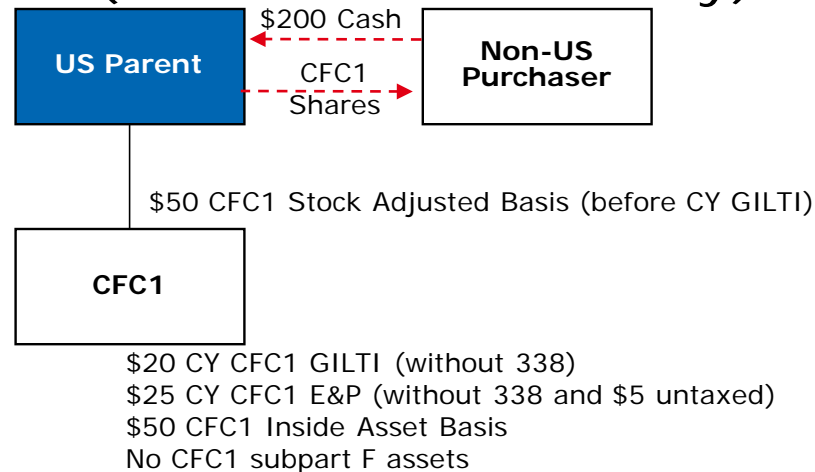 $200 Cash
US Parent
Non-US
Purchaser
CFC1
Shares
$50 CFC1 Stock Adjusted Basis (before CY GILTI)
CFC1
$20 CY CFC1 GILTI (without 338)
$25 CY CFC1 E&P (without 338 and $5 untaxed)
$50 CFC1 Inside Asset Basis
No CFC1 subpart F assets